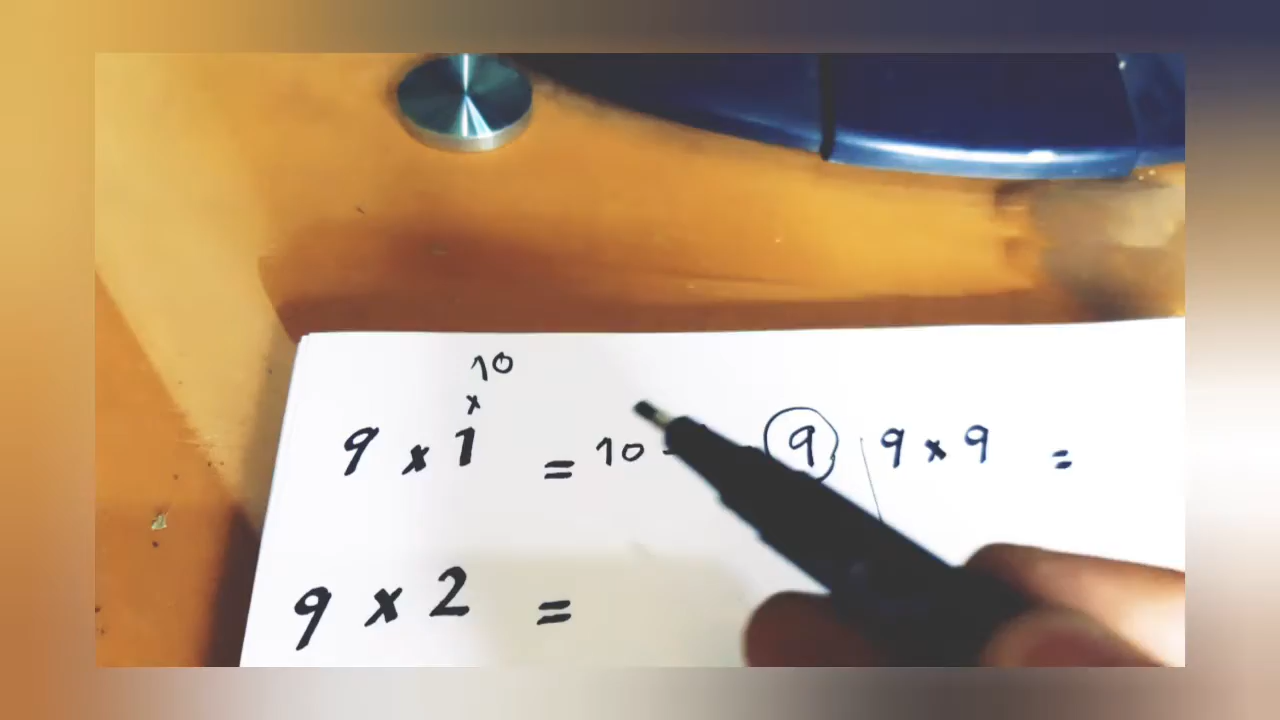 10
×
9 × 1 = 10 - 9 9 × 9 =
9 × 2 =